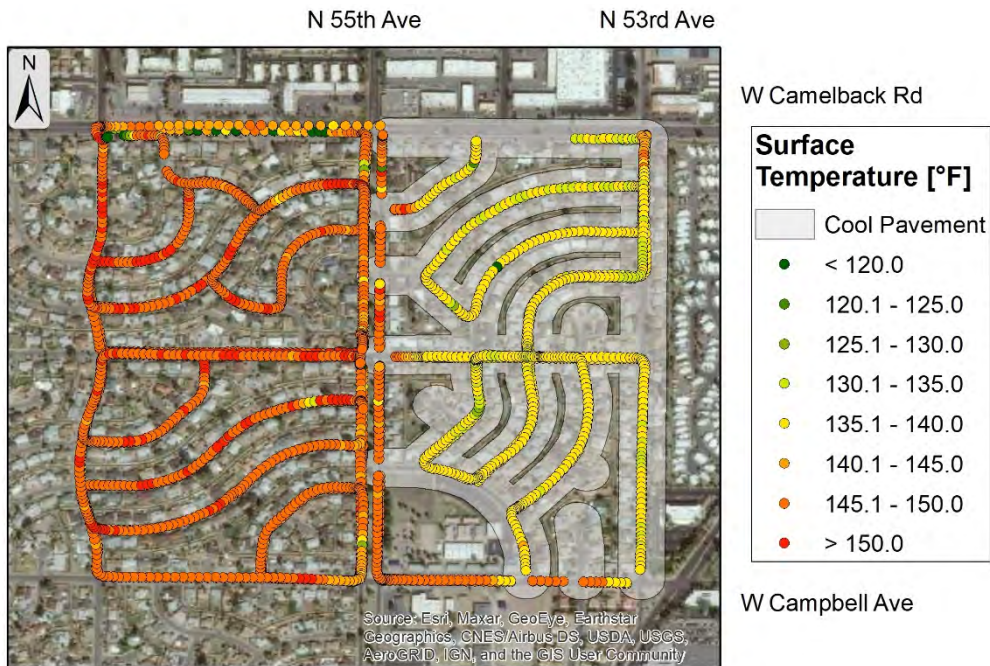 N 55th Ave
N 53rd Ave
N
W Camelback Rd
Surface
Temperature [°F]
Cool Pavement
< 120.0
120.1 - 125.0
125.1 - 130.0
130.1 - 135.0
135.1 - 140.0
140.1 - 145.0
145.1 - 150.0
> 150.0
W Campbell Ave
Source: Esri, Maxar, GeoEye, Earthstar
Geographics, CNES/Airbus DS, USDA, USGS,
AeroGRID, IGN, and the GIS User Community